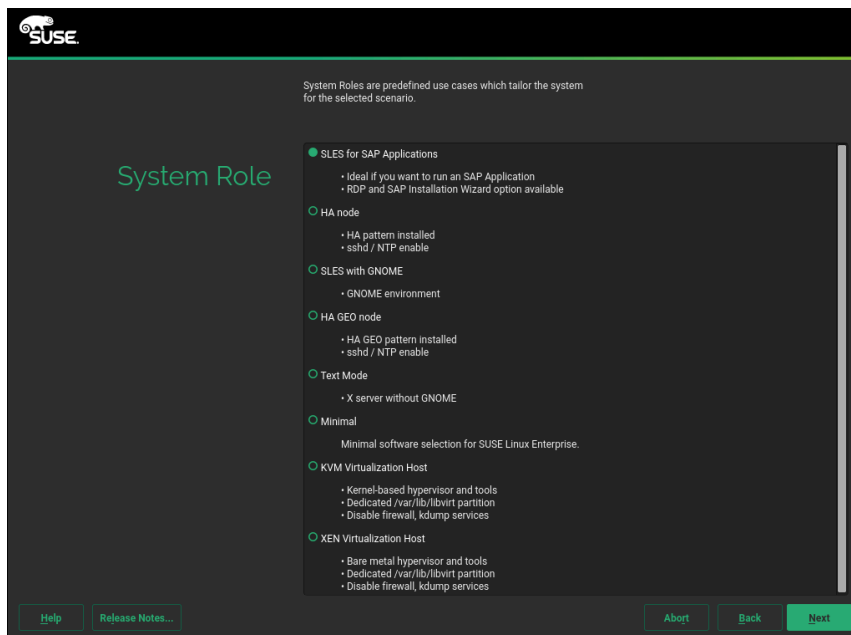 SUSE.
System Roles are predefined use cases which tailor the system
for the selected scenario.
System Role
SLES for SAP Applications
• Ideal if you want to run an SAP Application
• RDP and SAP Installation Wizard option available
HA node
• HA pattern installed
• sshd / NTP enable
SLES with GNOME
• GNOME environment
HA GEO node
• HA GEO pattern installed
• sshd / NTP enable
Text Mode
• X server without GNOME
Minimal
Minimal software selection for SUSE Linux Enterprise.
KVM Virtualization Host
• Kernel-based hypervisor and tools
• Dedicated /var/lib/libvirt partition
• Disable firewall, kdump services
XEN Virtualization Host
• Bare metal hypervisor and tools
• Dedicated /var/lib/libvirt partition
• Disable firewall, kdump services
Help Release Notes... Abort Back Next